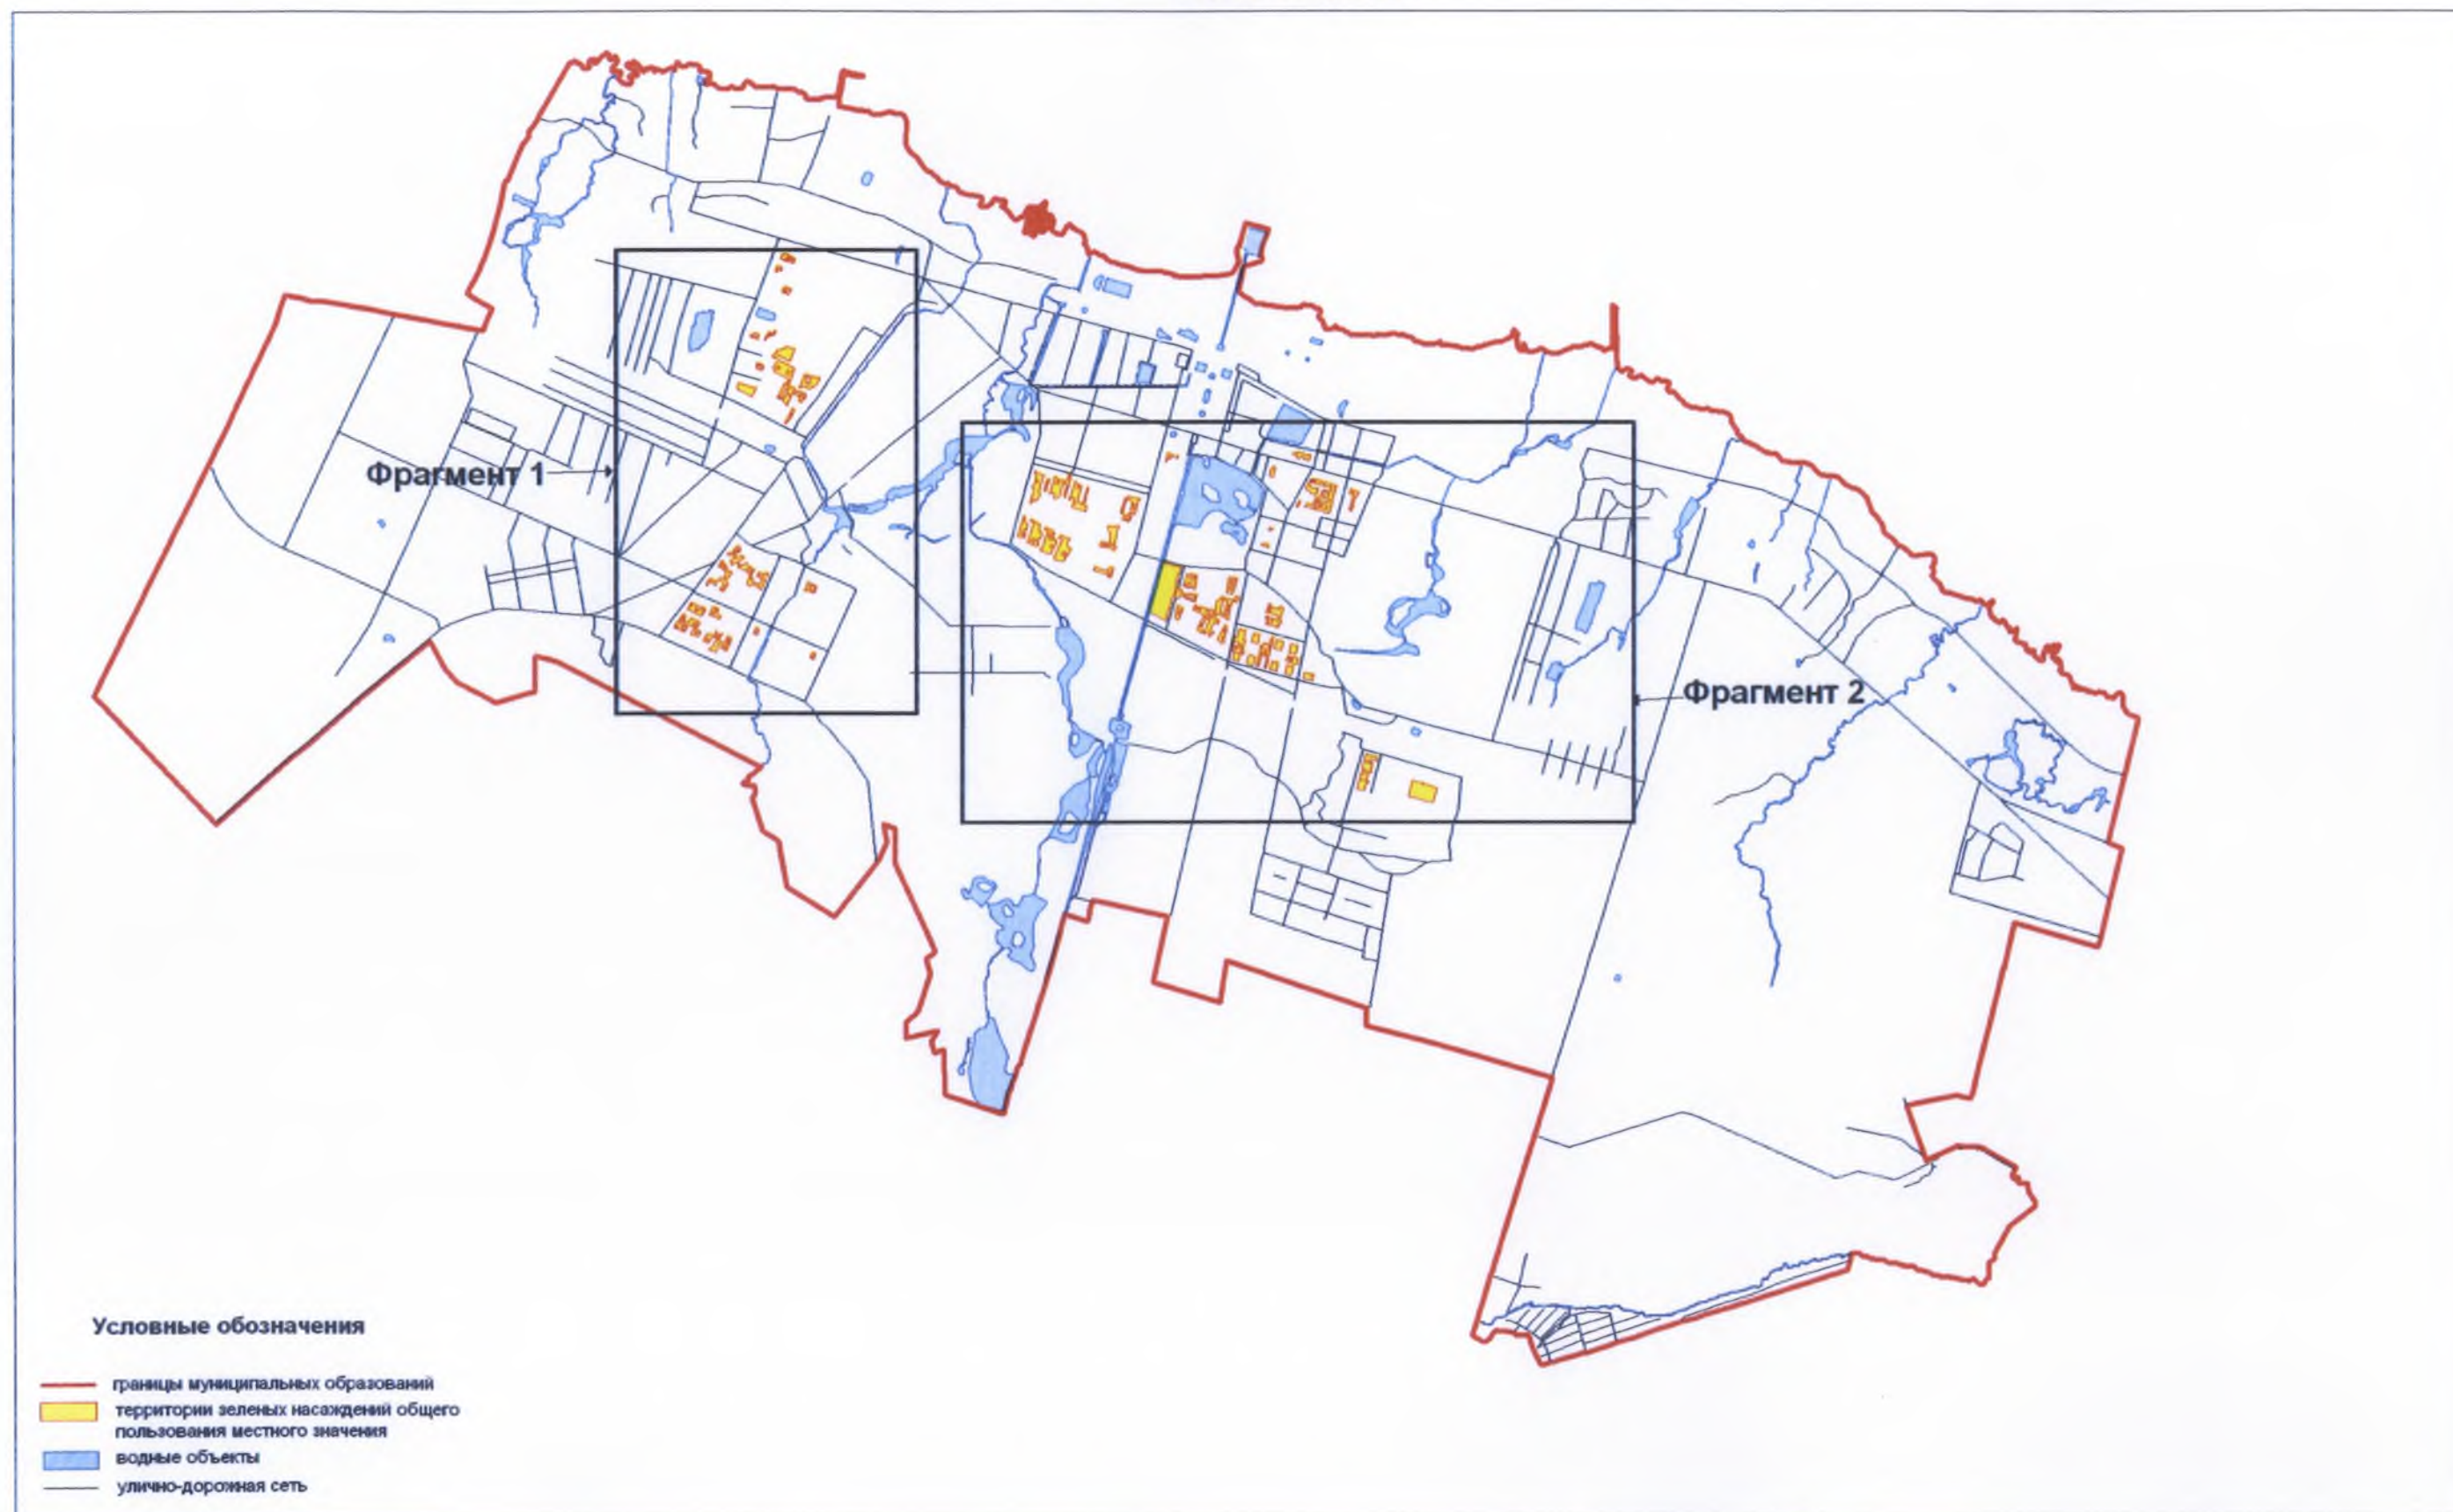 Фрагмент 1
Фрагмент 2
Условные обозначения
границы муниципальных образований
территории зеленых насаждений общего
пользования местного значения
водные объекты
улично-дорожная сеть